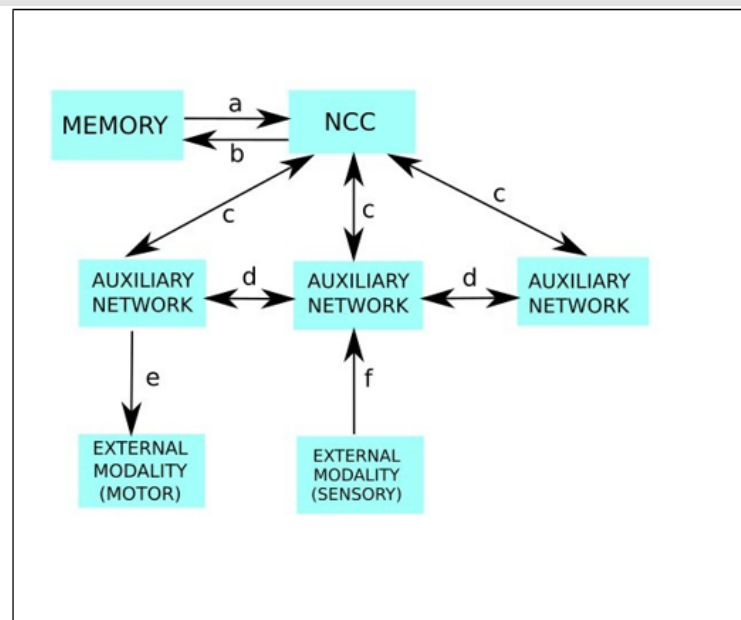 MEMORY
a
NCC
b
c
c
c
AUXILIARY
NETWORK
d
AUXILIARY
NETWORK
d
AUXILIARY
NETWORK
e
f
EXTERNAL
MODALITY
(MOTOR)
EXTERNAL
MODALITY
(SENSORY)